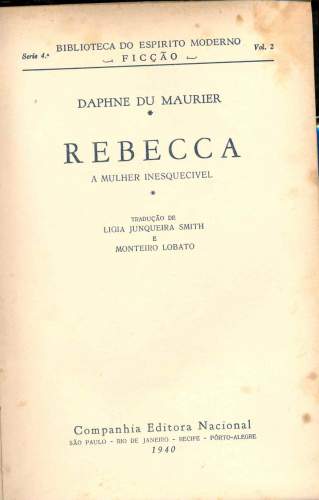 BIBLIOTECA DO ESPIRITO MODERNO
Serie 4.ª FICÇÃO Vol. 2
DAPHNE DU MAURIER
REBECCA
A MULHER INESQUECIVEL
TRADUÇÃO DE
LIGIA JUNQUEIRA SMITH
E
MONTEIRO LOBATO
Companhia Editora Nacional
SÃO PAULO - RIO DE JANEIRO - RECIFE - PÔRTO-ALEGRE
1940